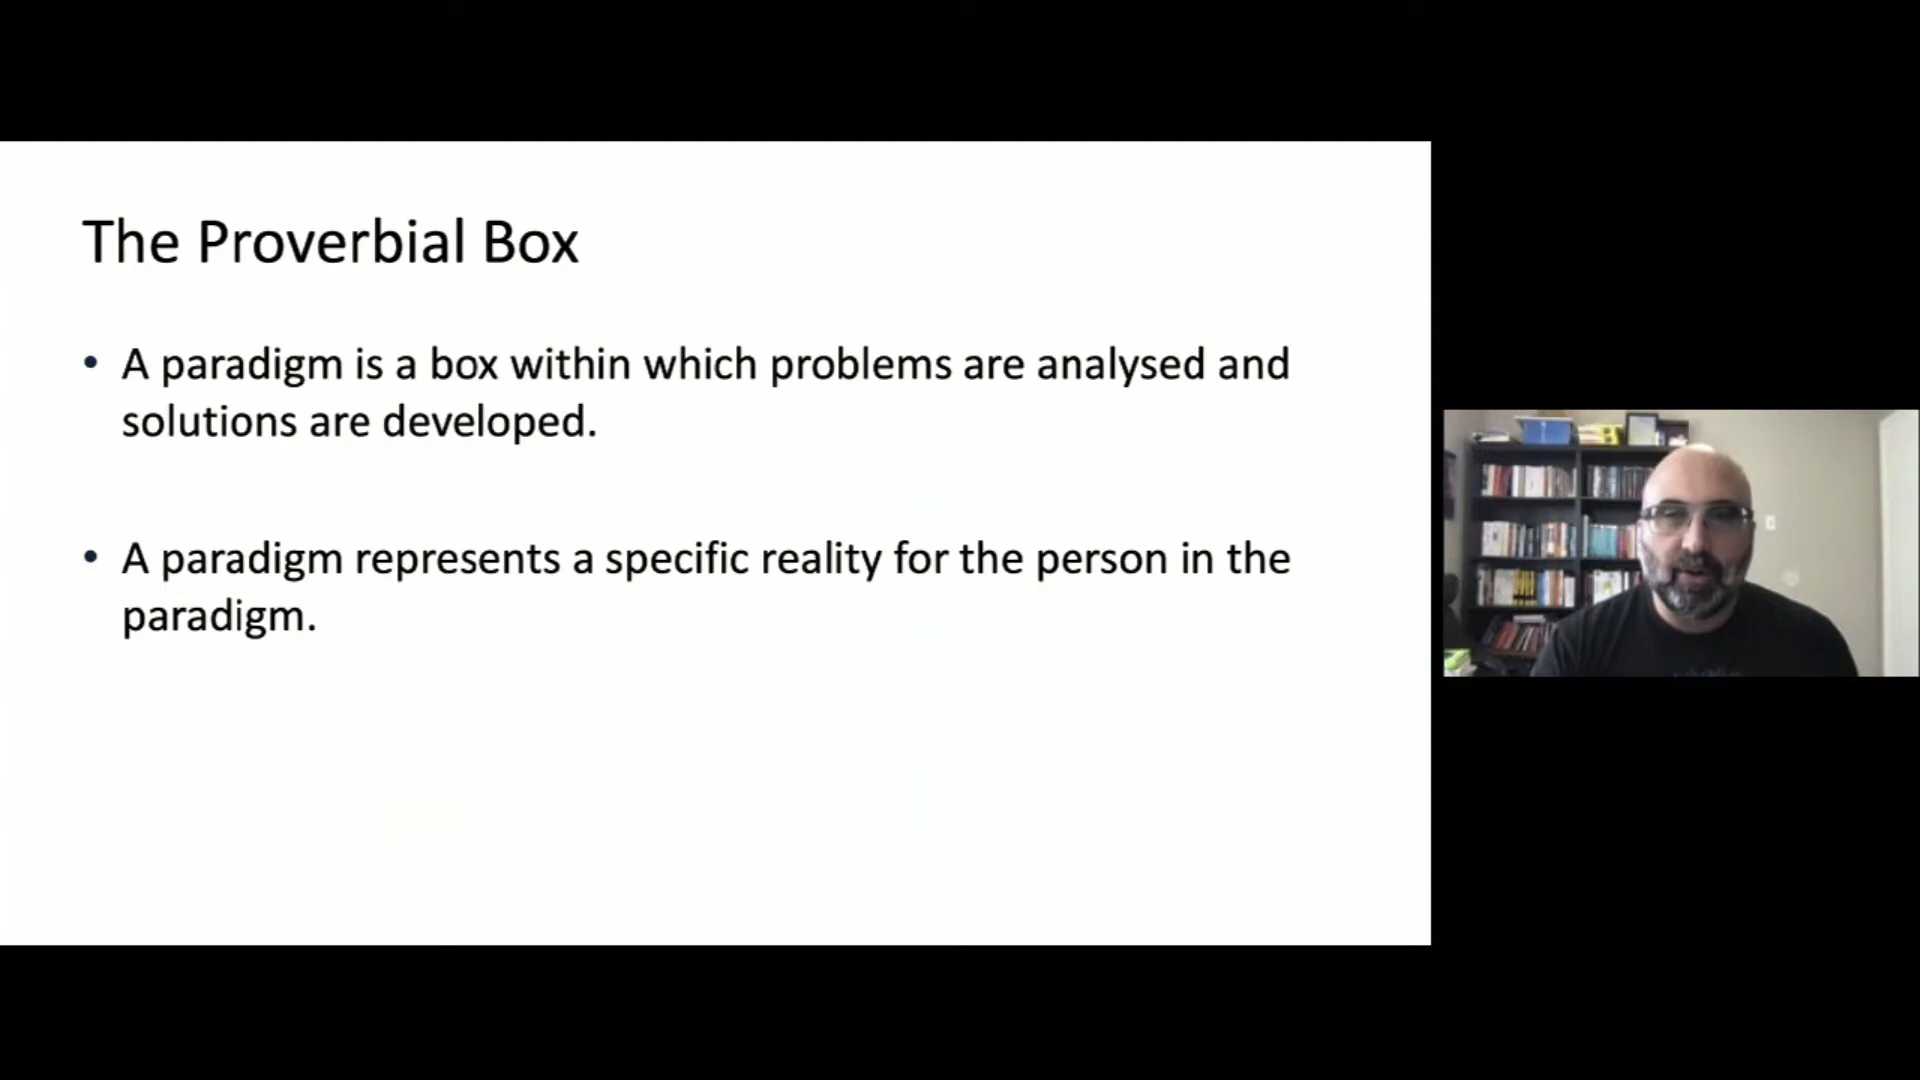 The Proverbial Box
• A paradigm is a box within which problems are analysed and
solutions are developed.
• A paradigm represents a specific reality for the person in the
paradigm.